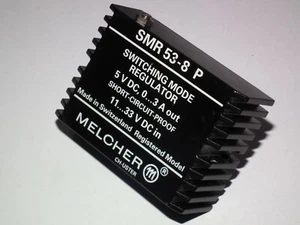 SMR 53-8 P
SWITCHING MODE
REGULATOR
5 V DC, 0...3 A out
SHORT-CIRCUIT-PROOF
11...33 V DC in
Made in Switzerland Registered Model
MELCHER ®
CH-USTER